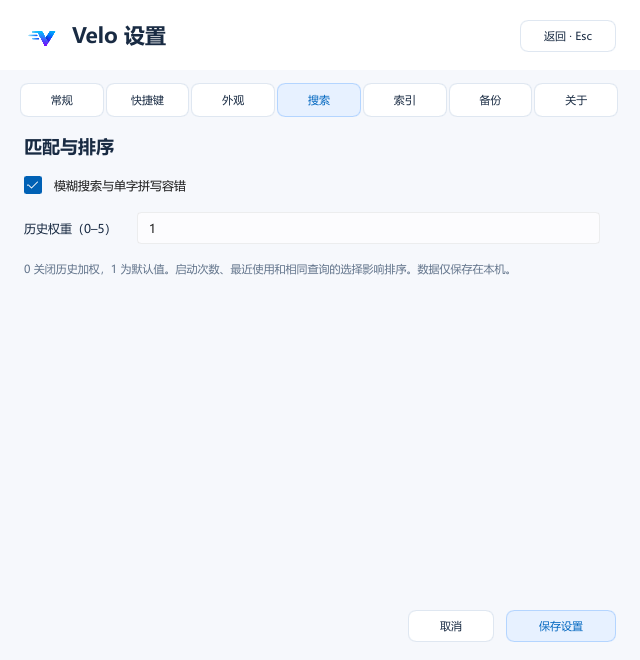 Velo 设置
返回 · Esc
常规 快捷键 外观 搜索 索引 备份 关于
匹配与排序
模糊搜索与单字拼写容错
历史权重（0–5） 1
0 关闭历史加权，1 为默认值。启动次数、最近使用和相同查询的选择影响排序。数据仅保存在本机。
取消 保存设置